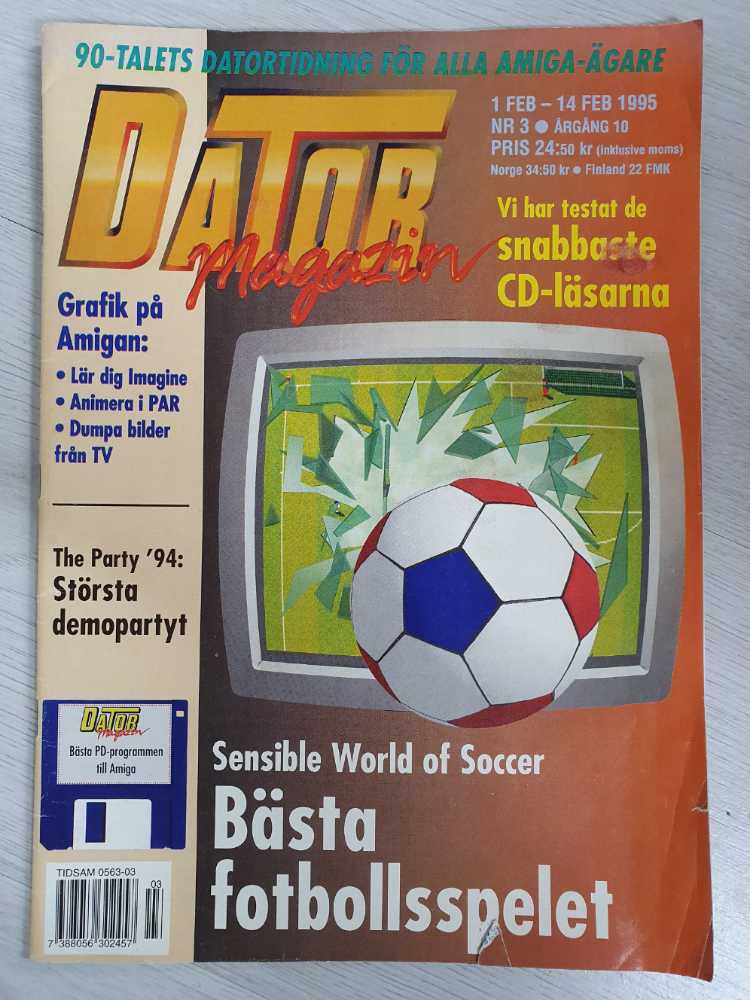 90-TALETS DATORTIDNING FÖR ALLA AMIGA-ÄGARE
DATOR
Magazin
1 FEB – 14 FEB 1995
NR 3 ● ÅRGÅNG 10
PRIS 24:50 kr (inklusive moms)
Norge 34:50 kr ● Finland 22 FMK
Vi har testat de
snabbaste
CD-läsarna
Grafik på
Amigan:
• Lär dig Imagine
• Animera i PAR
• Dumpa bilder
från TV
The Party '94:
Största
demopartyt
DATOR
Magazin
Bästa PD-programmen
till Amiga
Sensible World of Soccer
Bästa
fotbollsspelet
TIDSAM 0563-03
03
7 388056 302457